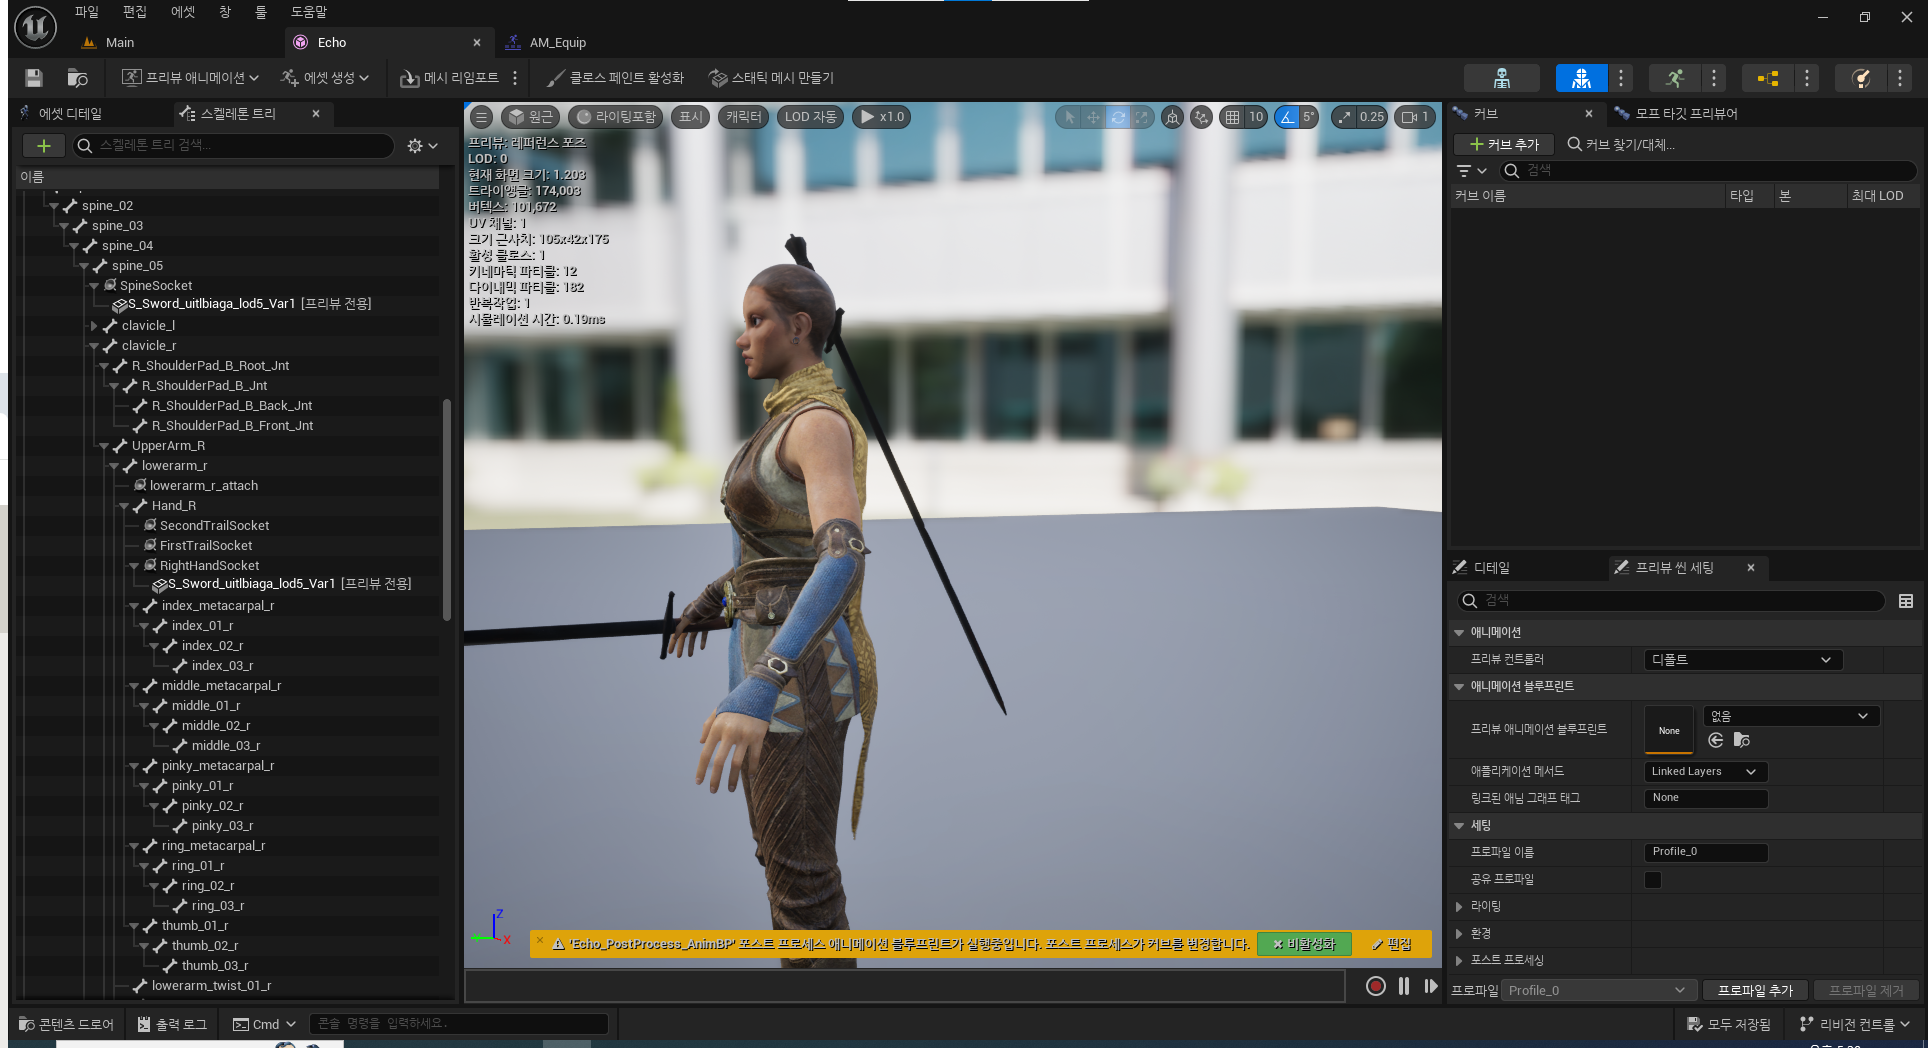 파일 편집 에셋 창 툴 도움말
Main
Echo
AM_Equip
프리뷰 애니메이션
에셋 생성
메시 리임포트
클로스 페인트 활성화
스태틱 메시 만들기
에셋 디테일
스켈레톤 트리
스켈레톤 트리 검색...
이름
spine_02
spine_03
spine_04
spine_05
SpineSocket
S_Sword_uitlbiaga_lod5_Var1 [프리뷰 전용]
clavicle_l
clavicle_r
R_ShoulderPad_B_Root_Jnt
R_ShoulderPad_B_Jnt
R_ShoulderPad_B_Back_Jnt
R_ShoulderPad_B_Front_Jnt
UpperArm_R
lowerarm_r
lowerarm_r_attach
Hand_R
SecondTrailSocket
FirstTrailSocket
RightHandSocket
S_Sword_uitlbiaga_lod5_Var1 [프리뷰 전용]
index_metacarpal_r
index_01_r
index_02_r
index_03_r
middle_metacarpal_r
middle_01_r
middle_02_r
middle_03_r
pinky_metacarpal_r
pinky_01_r
pinky_02_r
pinky_03_r
ring_metacarpal_r
ring_01_r
ring_02_r
ring_03_r
thumb_01_r
thumb_02_r
thumb_03_r
lowerarm_twist_01_r
원근 라이팅포함 표시 캐릭터 LOD 자동 x1.0
10 5° 0.25 1
프리뷰: 레퍼런스 포즈
LOD: 0
현재 화면 크기: 1.203
트라이앵글: 174,003
버텍스: 101,672
UV 채널: 1
크기 근사치: 105x42x175
활성 클로스: 1
키네마틱 파티클: 12
다이내믹 파티클: 182
반복작업: 1
시뮬레이션 시간: 0.19ms
Z
Y
X
'Echo_PostProcess_AnimBP' 포스트 프로세스 애니메이션 블루프린트가 실행중입니다. 포스트 프로세스가 커브를 변경합니다. 비활성화 편집
커브
모프 타깃 프리뷰어
커브 추가
커브 찾기/대체...
검색
커브 이름 타입 본 최대 LOD
디테일
프리뷰 씬 세팅
검색
애니메이션
프리뷰 컨트롤러 디폴트
애니메이션 블루프린트
프리뷰 애니메이션 블루프린트 None 없음
애플리케이션 메서드 Linked Layers
링크된 애님 그래프 태그 None
세팅
프로파일 이름 Profile_0
공유 프로파일
라이팅
환경
포스트 프로세싱
프로파일 Profile_0 프로파일 추가 프로파일 제거
콘텐츠 드로어 출력 로그 Cmd 콘솔 명령을 입력하세요.
모두 저장됨 리비전 컨트롤